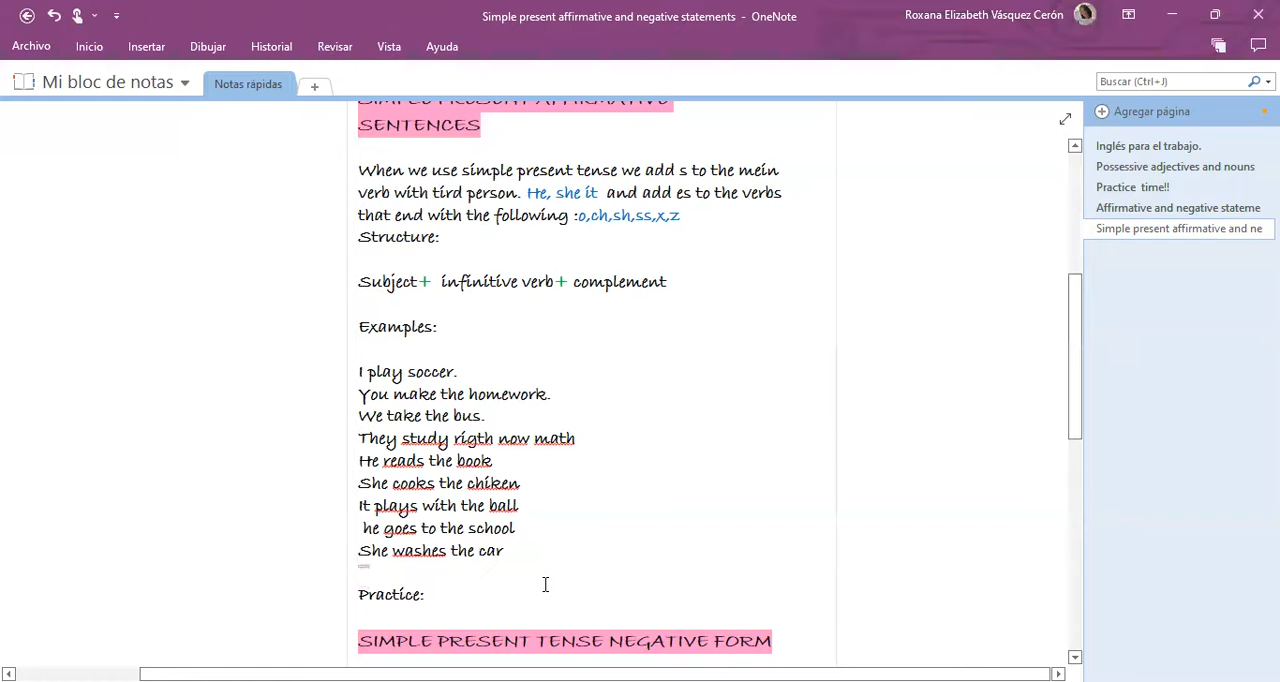 Simple present affirmative and negative statements - OneNote
Roxana Elizabeth Vásquez Cerón
Archivo Inicio Insertar Dibujar Historial Revisar Vista Ayuda
Mi bloc de notas
Notas rápidas
+
Buscar (Ctrl+J)
Agregar página
Inglés para el trabajo.
Possessive adjectives and nouns
Practice time!!
Affirmative and negative stateme
Simple present affirmative and ne
SIMPLE PRESENT AFFIRMATIVE
SENTENCES
When we use simple present tense we add s to the mein
verb with tird person. He, she it and add es to the verbs
that end with the following :o,ch,sh,ss,x,z
Structure:
Subject+ infinitive verb+ complement
Examples:
I play soccer.
You make the homework.
We take the bus.
They study rigth now math
He reads the book
She cooks the chiken
It plays with the ball
he goes to the school
She washes the car
Practice:
SIMPLE PRESENT TENSE NEGATIVE FORM